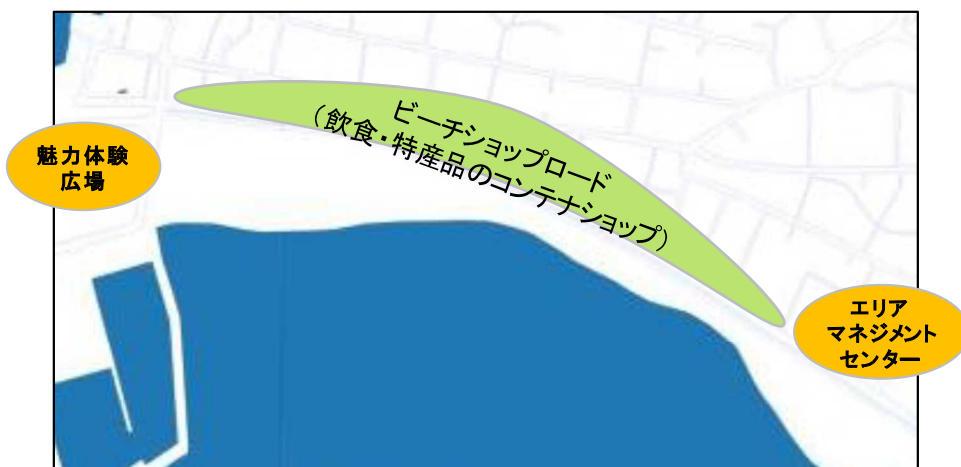 魅力体験
広場
ビーチショップロード
（飲食・特産品のコンテナショップ）
エリア
マネジメント
センター